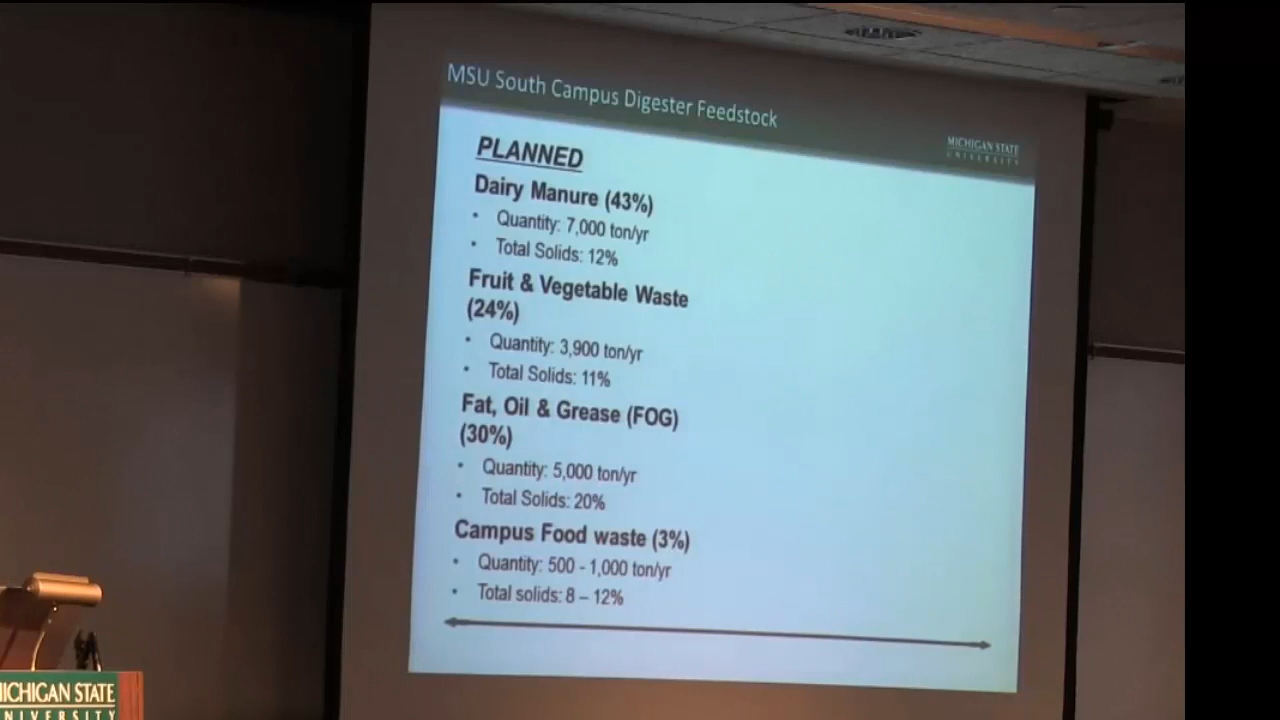 MSU South Campus Digester Feedstock
MICHIGAN STATE
UNIVERSITY
PLANNED
Dairy Manure (43%)
• Quantity: 7,000 ton/yr
• Total Solids: 12%
Fruit & Vegetable Waste
(24%)
• Quantity: 3,900 ton/yr
• Total Solids: 11%
Fat, Oil & Grease (FOG)
(30%)
• Quantity: 5,000 ton/yr
• Total Solids: 20%
Campus Food waste (3%)
• Quantity: 500 - 1,000 ton/yr
• Total solids: 8 – 12%
MICHIGAN STATE
UNIVERSITY